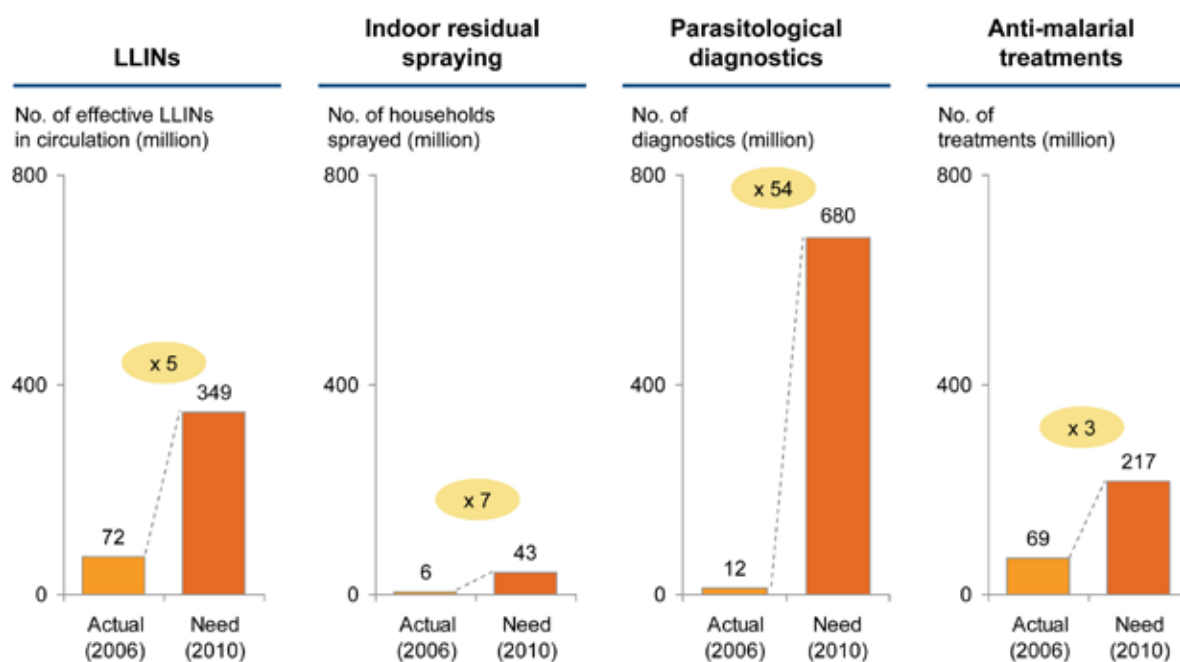 LLINs
No. of effective LLINs
in circulation (million)
800
400
0
x 5
72
349
Actual
(2006)
Need
(2010)
Indoor residual
spraying
No. of households
sprayed (million)
800
400
0
x 7
6
43
Actual
(2006)
Need
(2010)
Parasitological
diagnostics
No. of
diagnostics (million)
800
400
0
x 54
12
680
Actual
(2006)
Need
(2010)
Anti-malarial
treatments
No. of
treatments (million)
800
400
0
x 3
69
217
Actual
(2006)
Need
(2010)